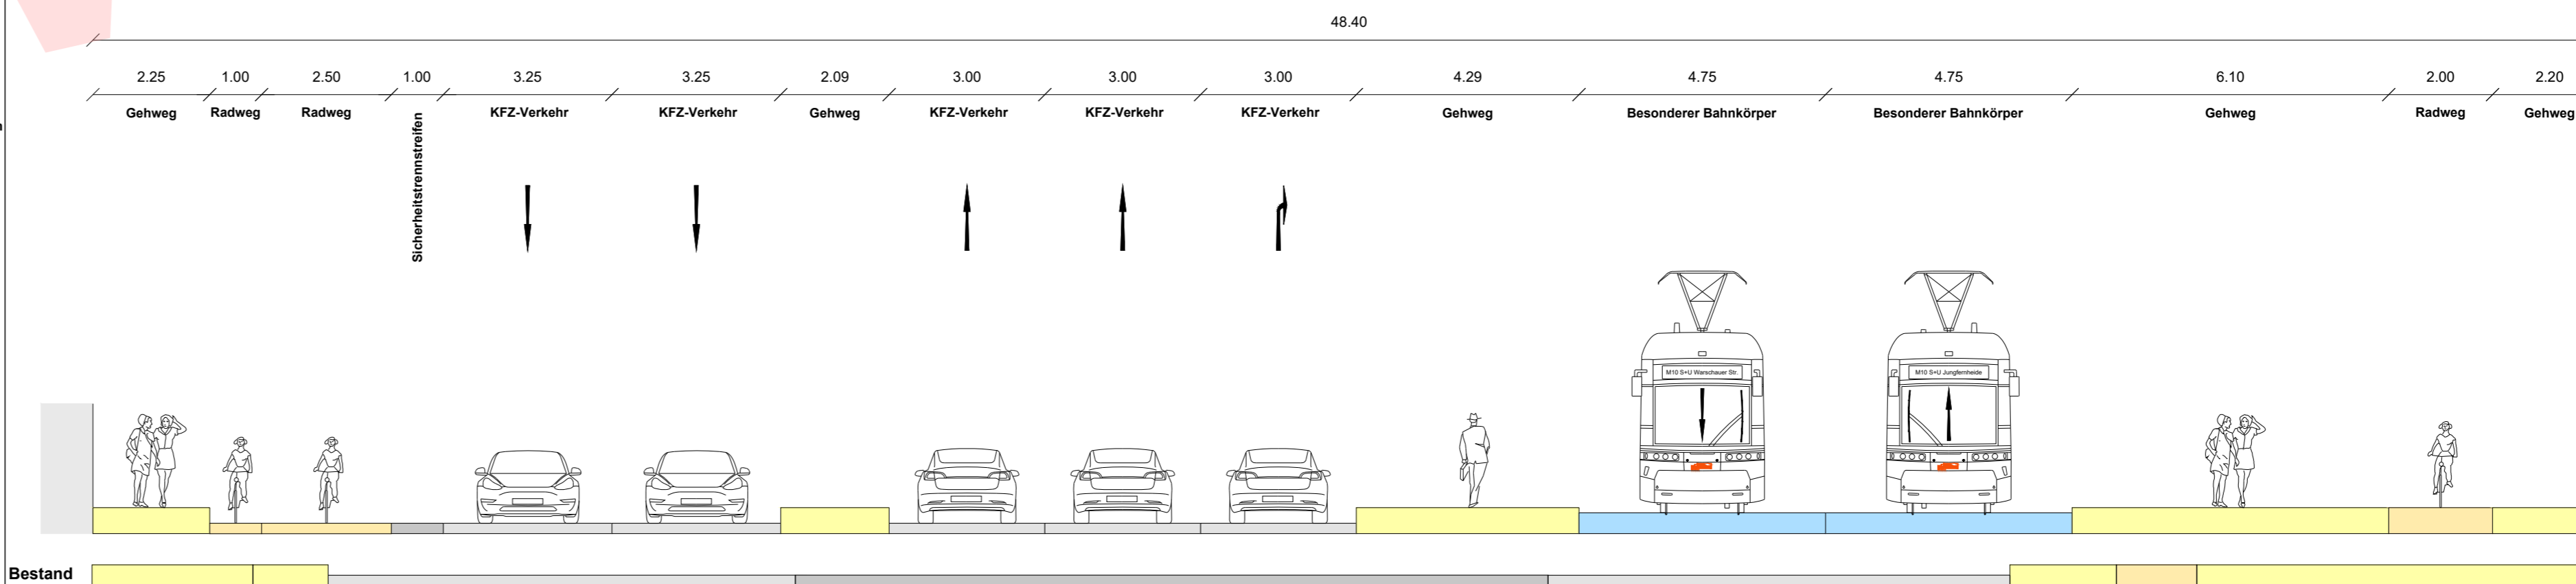 48.40
2.25 1.00 2.50 1.00 3.25 3.25 2.09 3.00 3.00 3.00 4.29 4.75 4.75 6.10 2.00 2.20
Gehweg Radweg Radweg Sicherheitstrennstreifen KFZ-Verkehr KFZ-Verkehr Gehweg KFZ-Verkehr KFZ-Verkehr KFZ-Verkehr Gehweg Besonderer Bahnkörper Besonderer Bahnkörper Gehweg Radweg Gehweg
M10 S+U Warschauer Str. M10 S+U Jungfernheide
Bestand